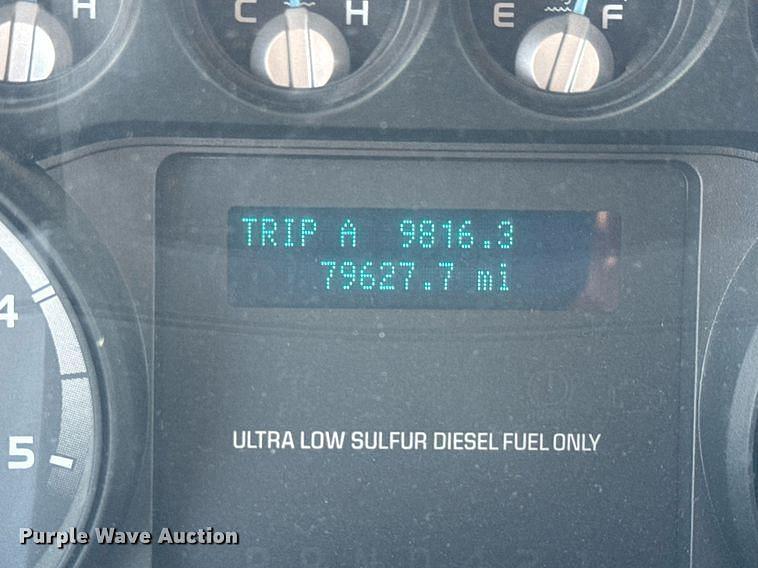 H
C H
E F
TRIP A 9816.3
79627.7 mi
4
5
ULTRA LOW SULFUR DIESEL FUEL ONLY
Purple Wave Auction